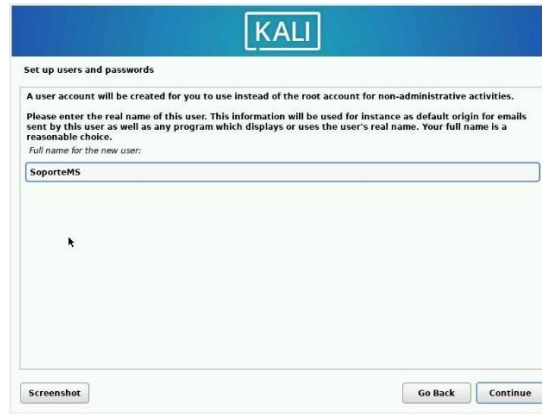 KALI
Set up users and passwords
A user account will be created for you to use instead of the root account for non-administrative activities.
Please enter the real name of this user. This information will be used for instance as default origin for emails
sent by this user as well as any program which displays or uses the user's real name. Your full name is a
reasonable choice.
Full name for the new user:
SoporteMS
Screenshot
Go Back
Continue